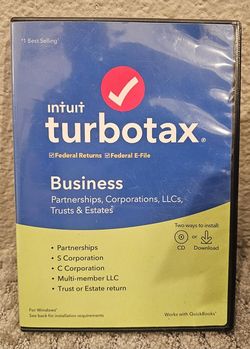 #1 Best Selling
intuit
turbotax®
Federal Returns Federal E-File
Business
Partnerships, Corporations, LLCs,
Trusts & Estates
Two ways to install:
CD or Download
• Partnerships
• S Corporation
• C Corporation
• Multi-member LLC
• Trust or Estate return
For Windows®
See back for installation requirements
Works with QuickBooks®